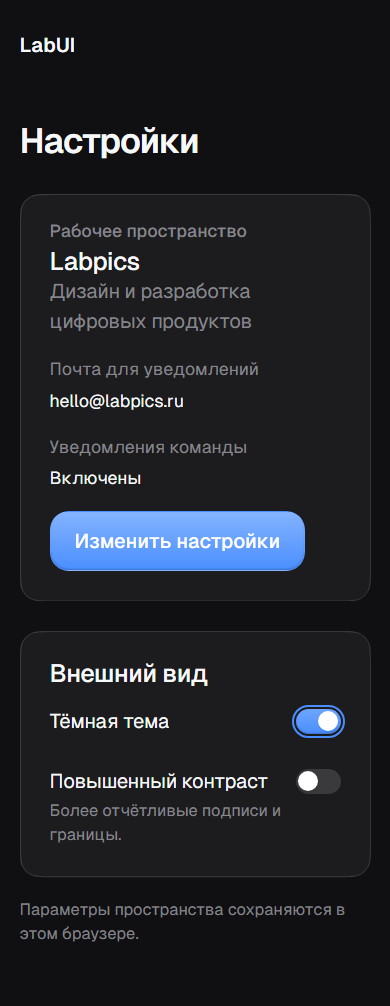 LabUI
Настройки
Рабочее пространство
Labpics
Дизайн и разработка
цифровых продуктов
Почта для уведомлений
hello@labpics.ru
Уведомления команды
Включены
Изменить настройки
Внешний вид
Тёмная тема
Повышенный контраст
Более отчётливые подписи и
границы.
Параметры пространства сохраняются в
этом браузере.